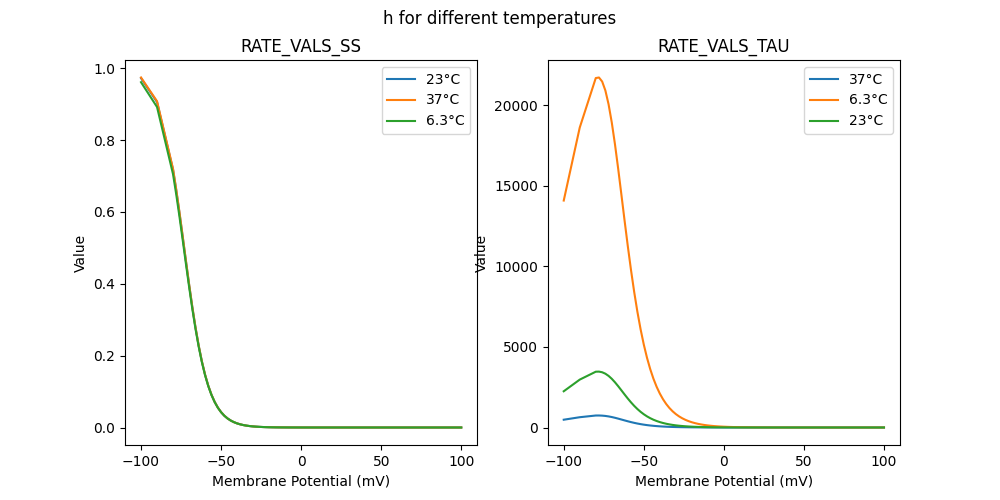 h for different temperatures
RATE_VALS_SS
23°C
37°C
6.3°C
1.0
0.8
0.6
0.4
0.2
0.0
Value
−100
−50
0
50
100
Membrane Potential (mV)
RATE_VALS_TAU
37°C
6.3°C
23°C
20000
15000
10000
5000
0
Value
−100
−50
0
50
100
Membrane Potential (mV)